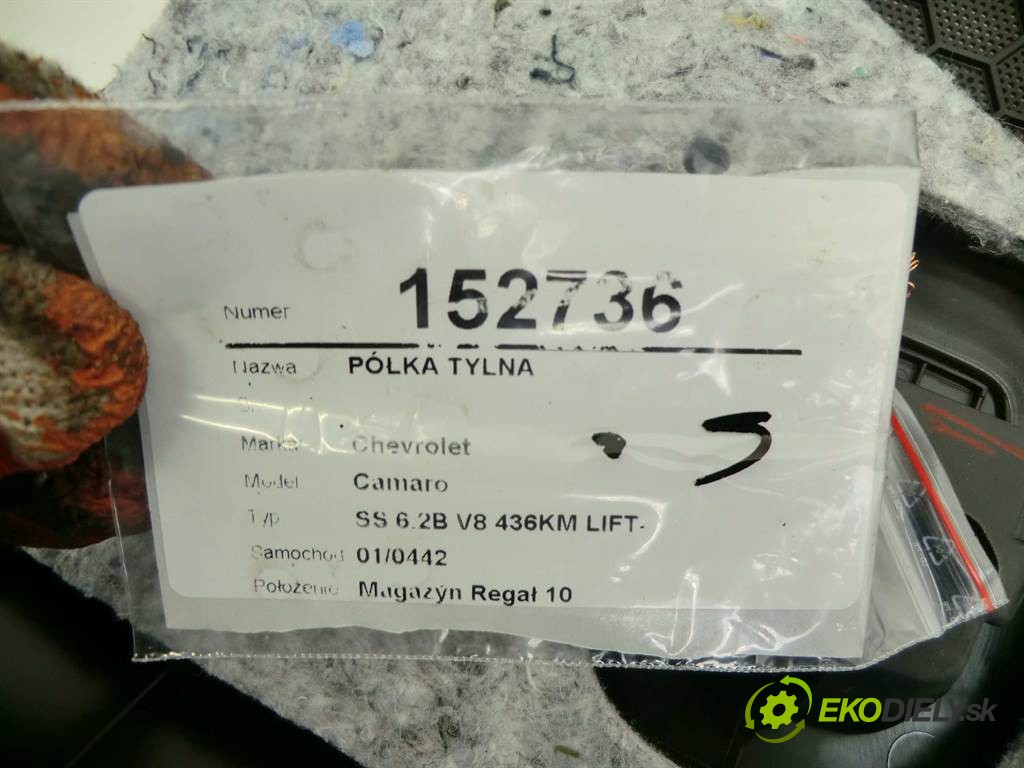 Numer 152736
Nazwa PÓŁKA TYLNA
Marka Chevrolet
Model Camaro
Typ SS 6.2B V8 436KM LIFT-
Samochód 01/0442
Położenie Magazyn Regał 10
EKODIELY.sk